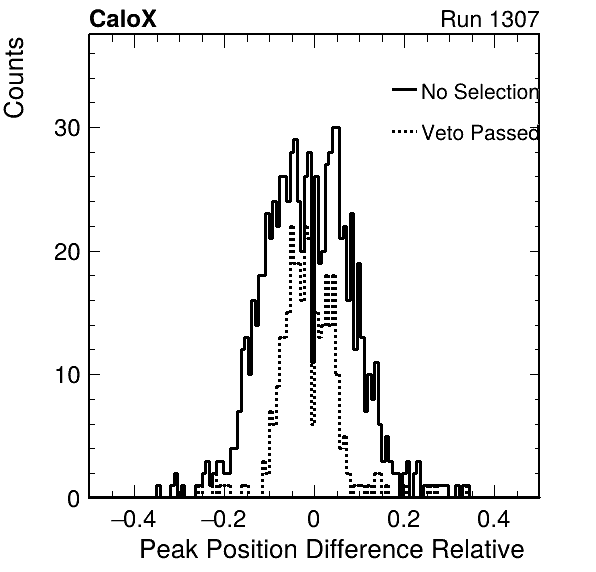 CaloX Run 1307
Counts
No Selection
Veto Passed
30
20
10
0
−0.4 −0.2 0 0.2 0.4
Peak Position Difference Relative